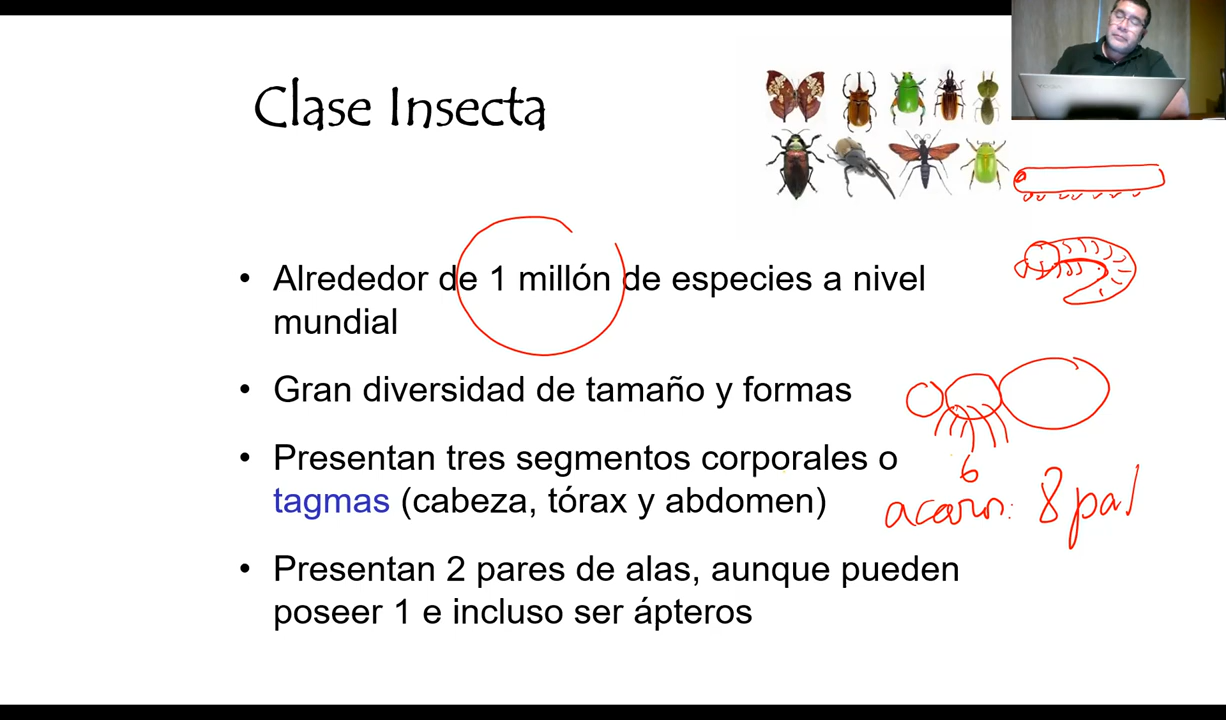 Clase Insecta
• Alrededor de 1 millón de especies a nivel
mundial
• Gran diversidad de tamaño y formas
• Presentan tres segmentos corporales o
tagmas (cabeza, tórax y abdomen)
6
8 pa
• Presentan 2 pares de alas, aunque pueden
poseer 1 e incluso ser ápteros